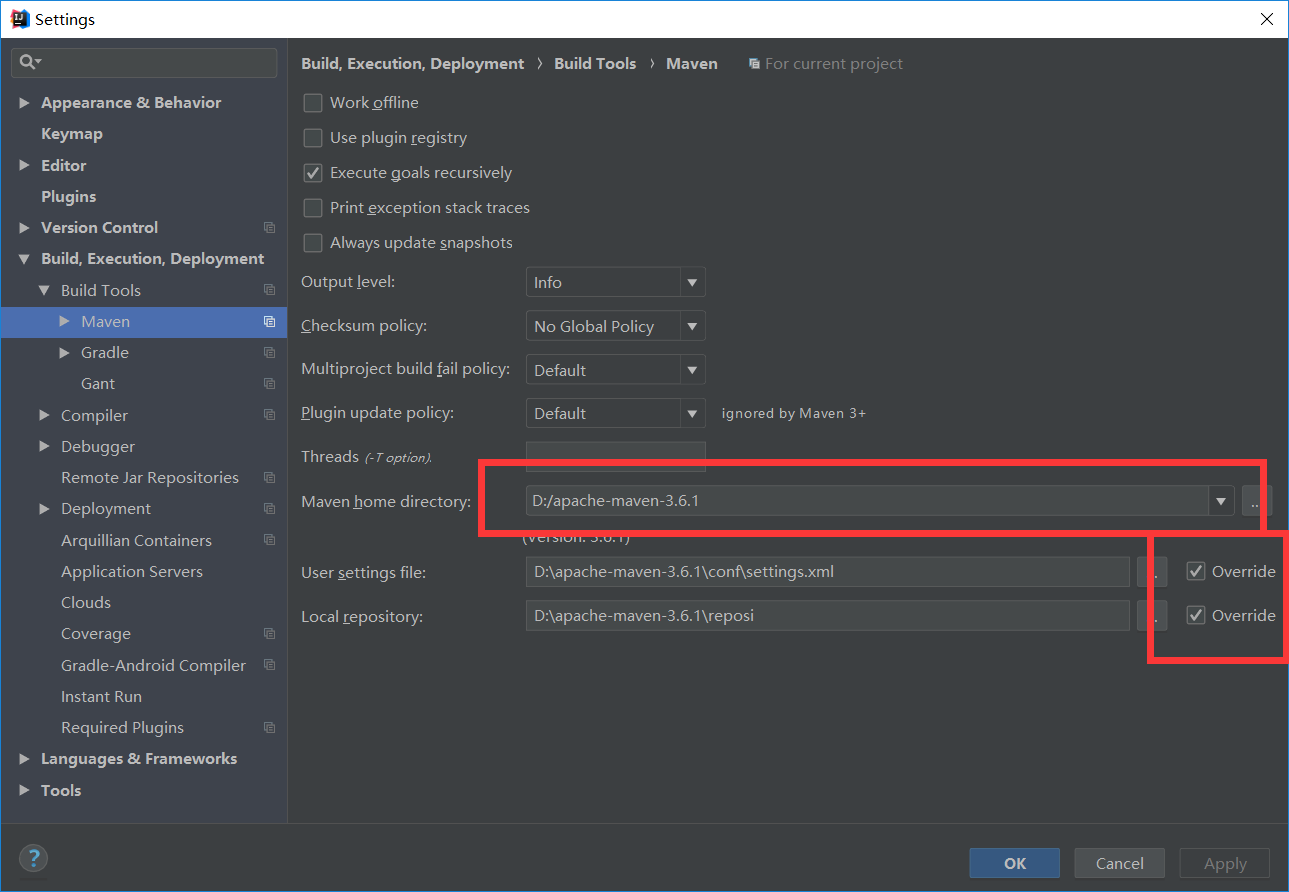 Settings
Build, Execution, Deployment › Build Tools › Maven For current project
Appearance & Behavior
Keymap
Editor
Plugins
Version Control
Build, Execution, Deployment
Build Tools
Maven
Gradle
Gant
Compiler
Debugger
Remote Jar Repositories
Deployment
Arquillian Containers
Application Servers
Clouds
Coverage
Gradle-Android Compiler
Instant Run
Required Plugins
Languages & Frameworks
Tools
Work offline
Use plugin registry
Execute goals recursively
Print exception stack traces
Always update snapshots
Output level: Info
Checksum policy: No Global Policy
Multiproject build fail policy: Default
Plugin update policy: Default ignored by Maven 3+
Threads (-T option).
Maven home directory: D:/apache-maven-3.6.1
(Version: 3.6.1)
User settings file: D:\apache-maven-3.6.1\conf\settings.xml Override
Local repository: D:\apache-maven-3.6.1\reposi Override
? OK Cancel Apply